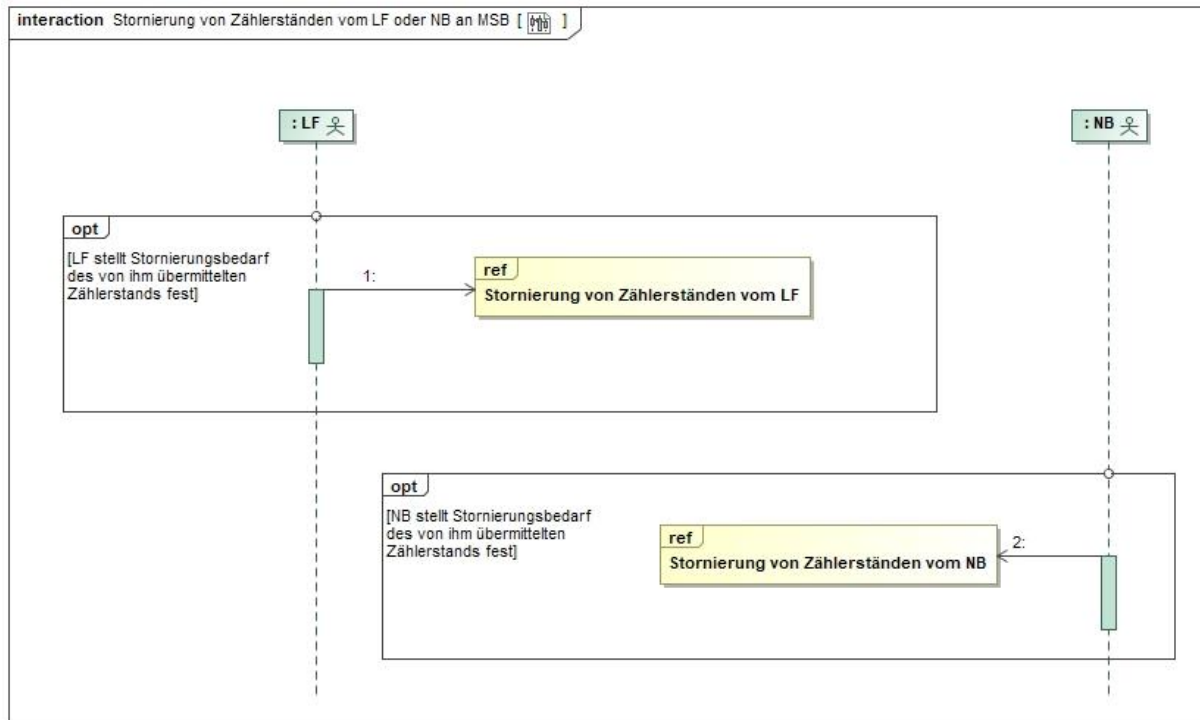 interaction Stornierung von Zählerständen vom LF oder NB an MSB [ ]
: LF
: NB
opt
[LF stellt Stornierungsbedarf
des von ihm übermittelten
Zählerstands fest]
1:
ref
Stornierung von Zählerständen vom LF
opt
[NB stellt Stornierungsbedarf
des von ihm übermittelten
Zählerstands fest]
ref
Stornierung von Zählerständen vom NB
2: